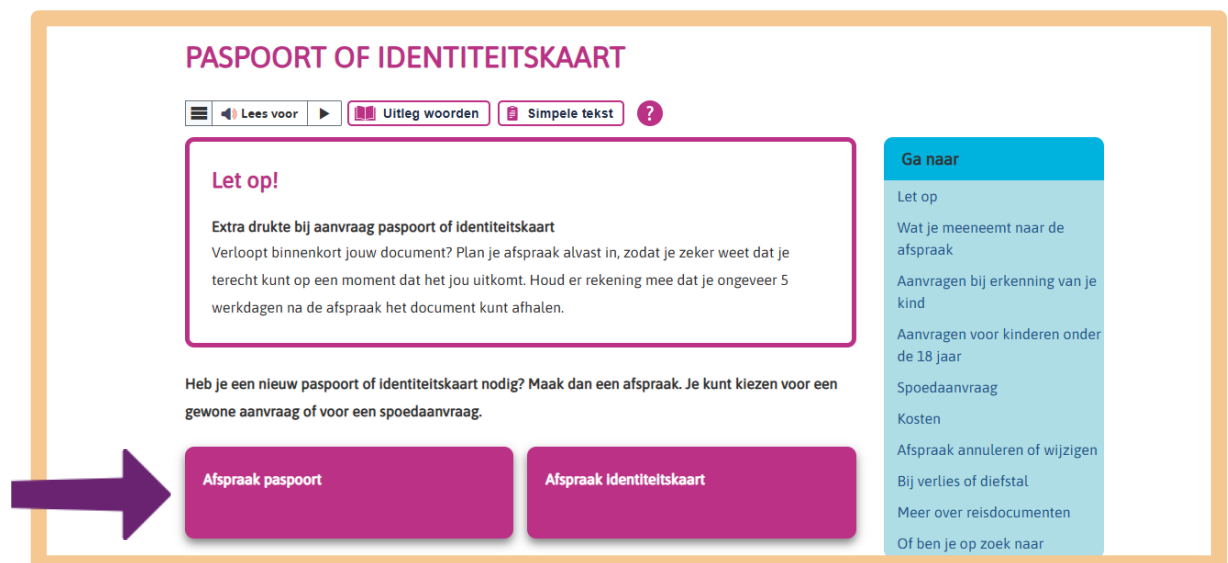 PASPOORT OF IDENTITEITSKAART
Lees voor
Uitleg woorden
Simpele tekst
?
Let op!
Extra drukte bij aanvraag paspoort of identiteitskaart
Verloopt binnenkort jouw document? Plan je afspraak alvast in, zodat je zeker weet dat je
terecht kunt op een moment dat het jou uitkomt. Houd er rekening mee dat je ongeveer 5
werkdagen na de afspraak het document kunt afhalen.
Heb je een nieuw paspoort of identiteitskaart nodig? Maak dan een afspraak. Je kunt kiezen voor een
gewone aanvraag of voor een spoedaanvraag.
Afspraak paspoort
Afspraak identiteitskaart
Ga naar
Let op
Wat je meeneemt naar de
afspraak
Aanvragen bij erkenning van je
kind
Aanvragen voor kinderen onder
de 18 jaar
Spoedaanvraag
Kosten
Afspraak annuleren of wijzigen
Bij verlies of diefstal
Meer over reisdocumenten
Of ben je op zoek naar